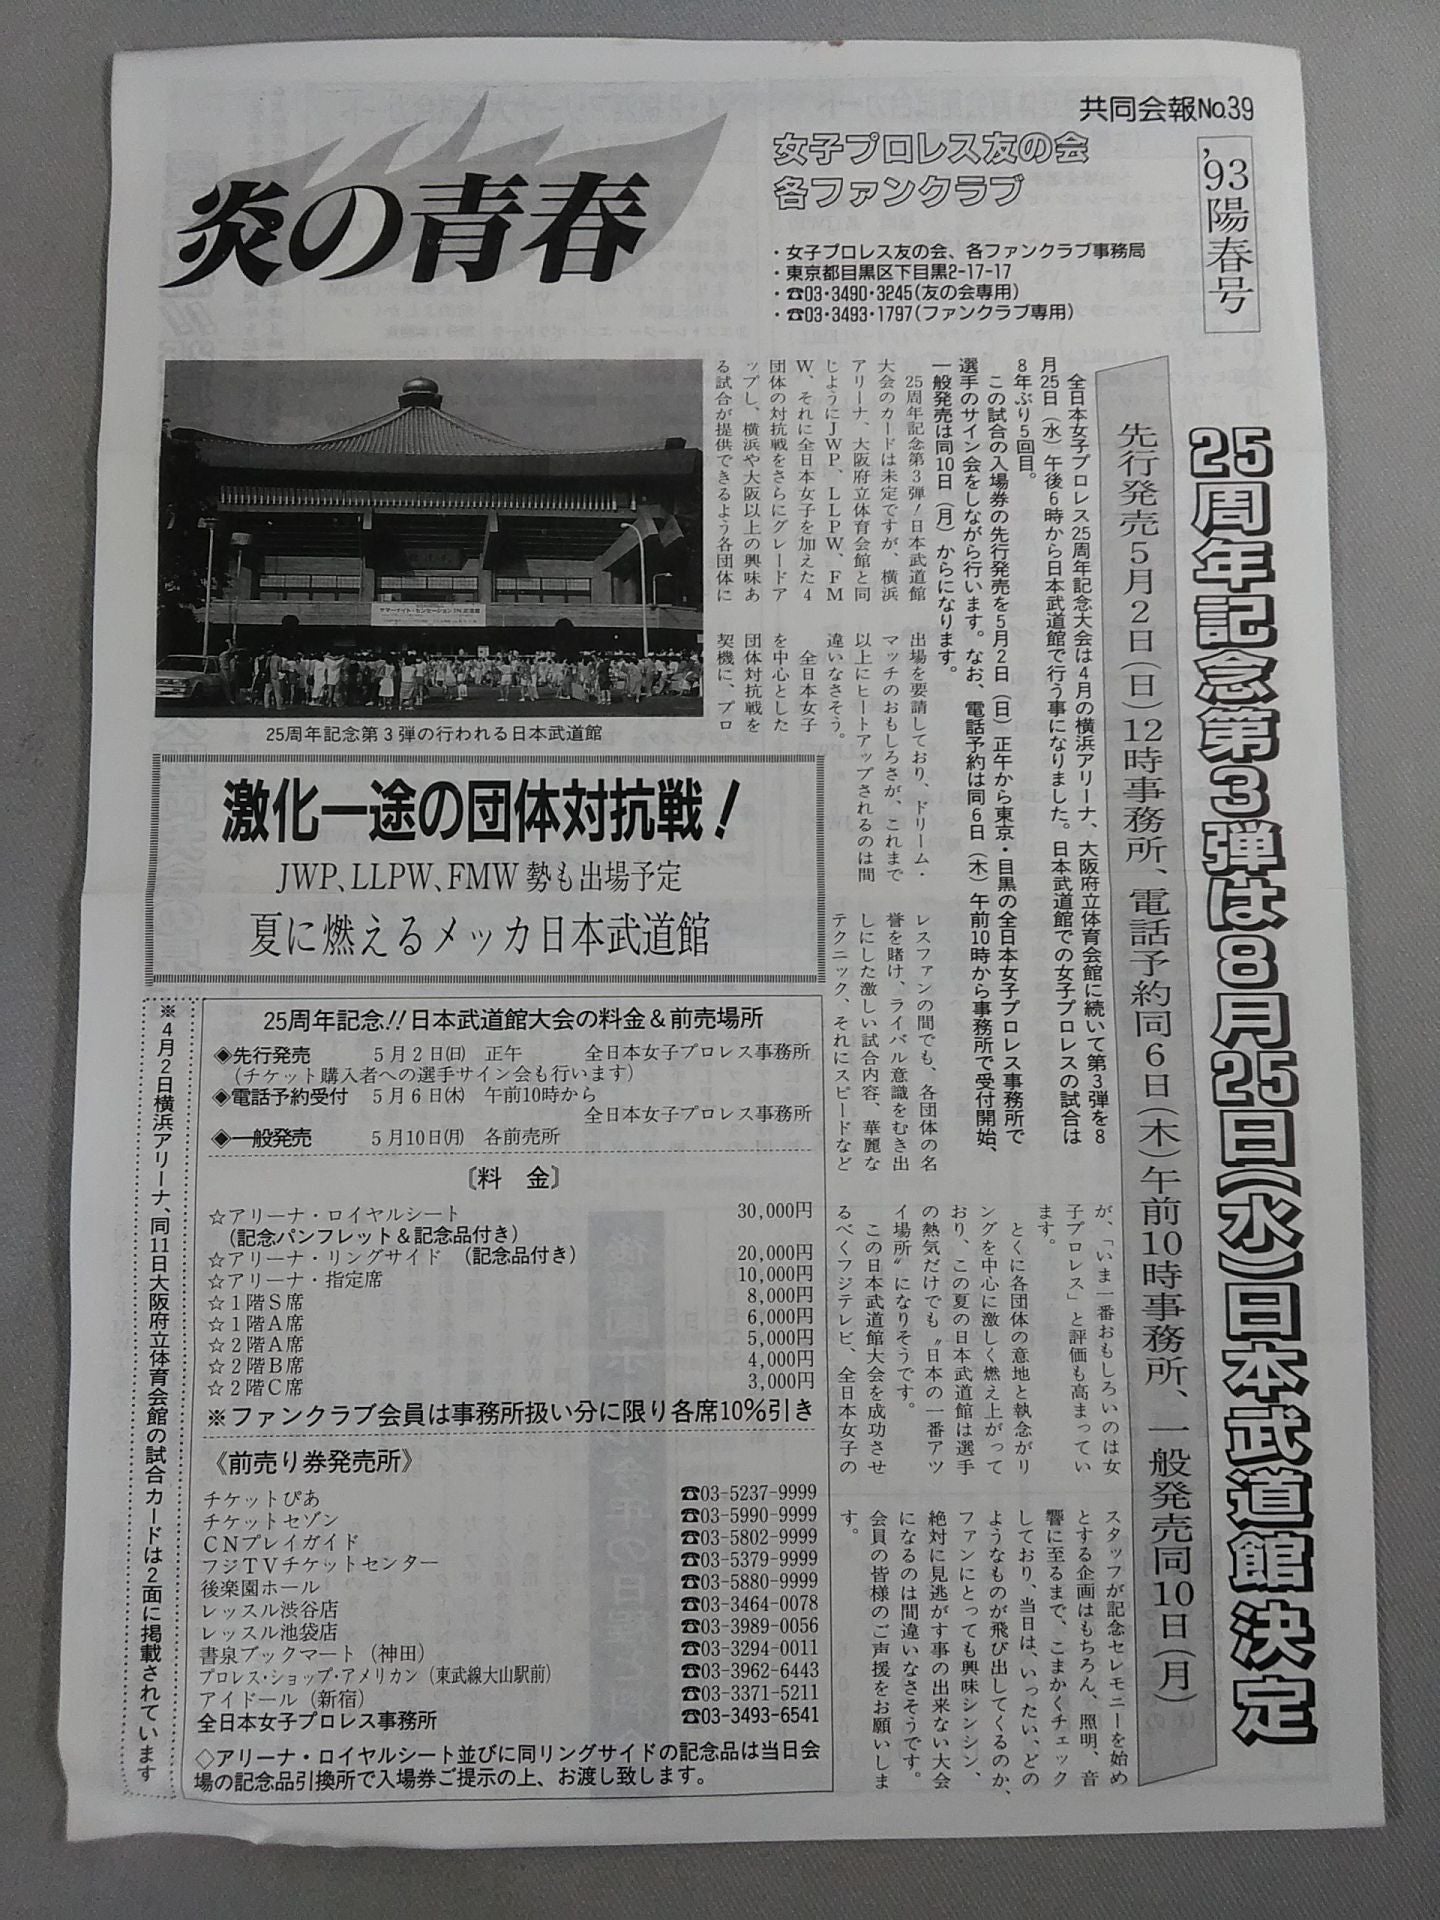 共同会報No.39
'93陽春号
炎の青春
女子プロレス友の会
各ファンクラブ
・女子プロレス友の会、各ファンクラブ事務局
・東京都目黒区下目黒2-17-17
・☎03・3490・3245(友の会専用)
・☎03・3493・1797(ファンクラブ専用)
25周年記念第3弾は8月25日(水)日本武道館決定
先行発売5月2日(日)12時事務所、電話予約同6日(木)午前10時事務所、一般発売同10日(月)
全日本女子プロレス25周年記念大会は4月の横浜アリーナ、大阪府立体育会館に続いて第3弾を8
月25日(水)午後6時から日本武道館で行う事になりました。日本武道館での女子プロレスの試合は
8年ぶり5回目。
この試合の入場券の先行発売を5月2日(日)正午から東京・目黒の全日本女子プロレス事務所で
選手のサイン会をしながら行います。なお、電話予約は同6日(木)午前10時から事務所で受付開始、
一般発売は同10日(月)からになります。
25周年記念第3弾!日本武道館
大会のカードは未定ですが、横浜
アリーナ、大阪府立体育会館と同
じようにJWP、LLPW、FM
W、それに全日本女子を加えた4
団体の対抗戦をさらにグレードア
ップし、横浜や大阪以上の興味あ
る試合が提供できるよう各団体に
出場を要請しており、ドリーム・
マッチのおもしろさが、これまで
以上にヒートアップされるのは間
違いなさそう。
全日本女子
を中心とした
団体対抗戦を
契機に、プロ
レスファンの間でも、各団体の名
誉を賭け、ライバル意識をむき出
しにした激しい試合内容、華麗な
テクニック、それにスピードなど
が、「いま一番おもしろいのは女
子プロレス」と評価も高まってい
ます。
とくに各団体の意地と執念がリ
ングを中心に激しく燃え上がって
おり、この夏の日本武道館は選手
の熱気だけでも〝日本の一番アツ
イ場所〟になりそうです。
この日本武道館大会を成功させ
るべくフジテレビ、全日本女子の
スタッフが記念セレモニーを始め
とする企画はもちろん、照明、音
響に至るまで、こまかくチェック
しており、当日は、いったい、どの
ようなものが飛び出してくるのか、
ファンにとっても興味シンシン、
絶対に見逃がす事の出来ない大会
になるのは間違いなさそうです。
会員の皆様のご声援をお願いしま
す。
サマーナイト・センセーション IN 武道館
25周年記念第3弾の行われる日本武道館
激化一途の団体対抗戦!
JWP、LLPW、FMW勢も出場予定
夏に燃えるメッカ日本武道館
※4月2日横浜アリーナ、同11日大阪府立体育会館の試合カードは2面に掲載されています
25周年記念!!日本武道館大会の料金&前売場所
◈先行発売 5月2日(日) 正午 全日本女子プロレス事務所
(チケット購入者への選手サイン会も行います)
◈電話予約受付 5月6日(木) 午前10時から
全日本女子プロレス事務所
◈一般発売 5月10日(月) 各前売所
〔料 金〕
☆アリーナ・ロイヤルシート 30,000円
(記念パンフレット&記念品付き)
☆アリーナ・リングサイド (記念品付き) 20,000円
☆アリーナ・指定席 10,000円
☆1階S席 8,000円
☆1階A席 6,000円
☆2階A席 5,000円
☆2階B席 4,000円
☆2階C席 3,000円
※ファンクラブ会員は事務所扱い分に限り各席10%引き
《前売り券発売所》
チケットぴあ ☎03-5237-9999
チケットセゾン ☎03-5990-9999
CNプレイガイド ☎03-5802-9999
フジTVチケットセンター ☎03-5379-9999
後楽園ホール ☎03-5880-9999
レッスル渋谷店 ☎03-3464-0078
レッスル池袋店 ☎03-3989-0056
書泉ブックマート(神田) ☎03-3294-0011
プロレス・ショップ・アメリカン(東武線大山駅前) ☎03-3962-6443
アイドール(新宿) ☎03-3371-5211
全日本女子プロレス事務所 ☎03-3493-6541
◇アリーナ・ロイヤルシート並びに同リングサイドの記念品は当日会
場の記念品引換所で入場券ご提示の上、お渡し致します。